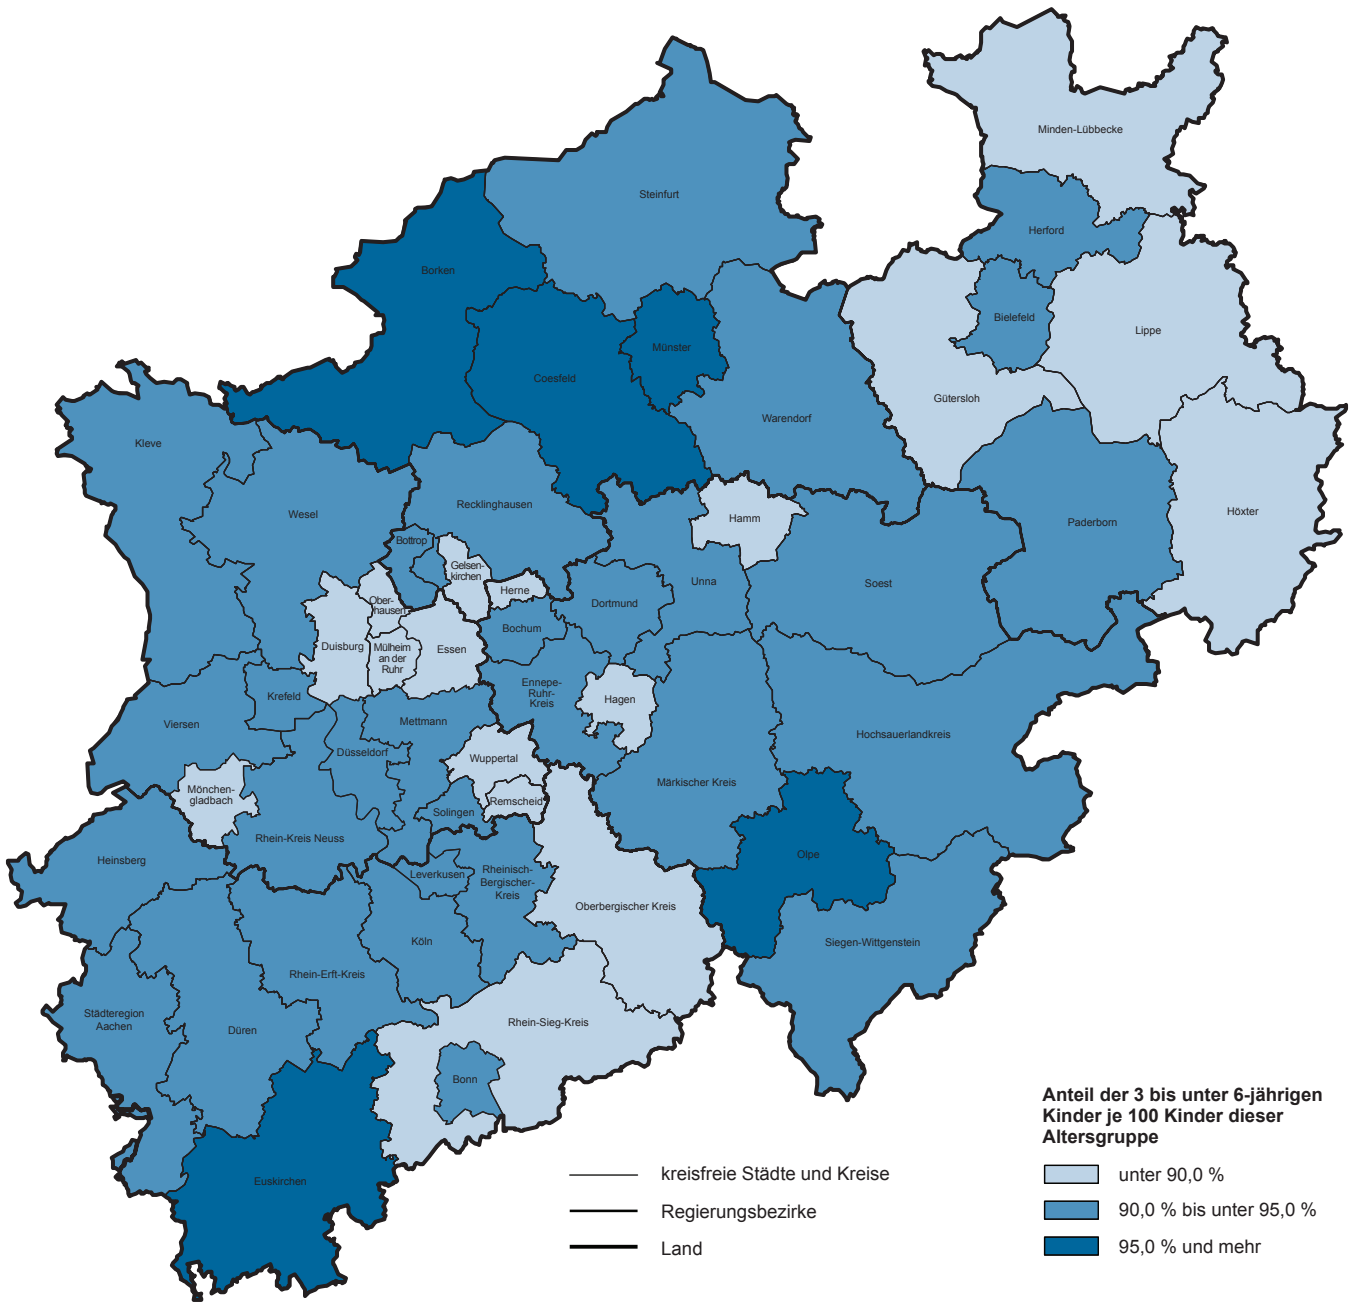 Minden-Lübbecke
Steinfurt
Herford
Borken
Bielefeld
Lippe
Münster
Coesfeld
Gütersloh
Warendorf
Kleve
Recklinghausen
Wesel
Hamm
Höxter
Paderborn
Bottrop
Gelsen-
kirchen
Unna
Soest
Herne
Ober-
hausen
Dortmund
Bochum
Duisburg
Mülheim
an der
Ruhr
Essen
Ennepe-
Ruhr-
Kreis
Krefeld
Hagen
Viersen
Mettmann
Hochsauerlandkreis
Düsseldorf
Wuppertal
Märkischer Kreis
Mönchen-
gladbach
Remscheid
Solingen
Rhein-Kreis Neuss
Olpe
Heinsberg
Leverkusen
Rheinisch-
Bergischer-
Kreis
Oberbergischer Kreis
Köln
Siegen-Wittgenstein
Rhein-Erft-Kreis
Städteregion
Aachen
Düren
Rhein-Sieg-Kreis
Bonn
Euskirchen
kreisfreie Städte und Kreise
Regierungsbezirke
Land
Anteil der 3 bis unter 6-jährigen
Kinder je 100 Kinder dieser
Altersgruppe
unter 90,0 %
90,0 % bis unter 95,0 %
95,0 % und mehr